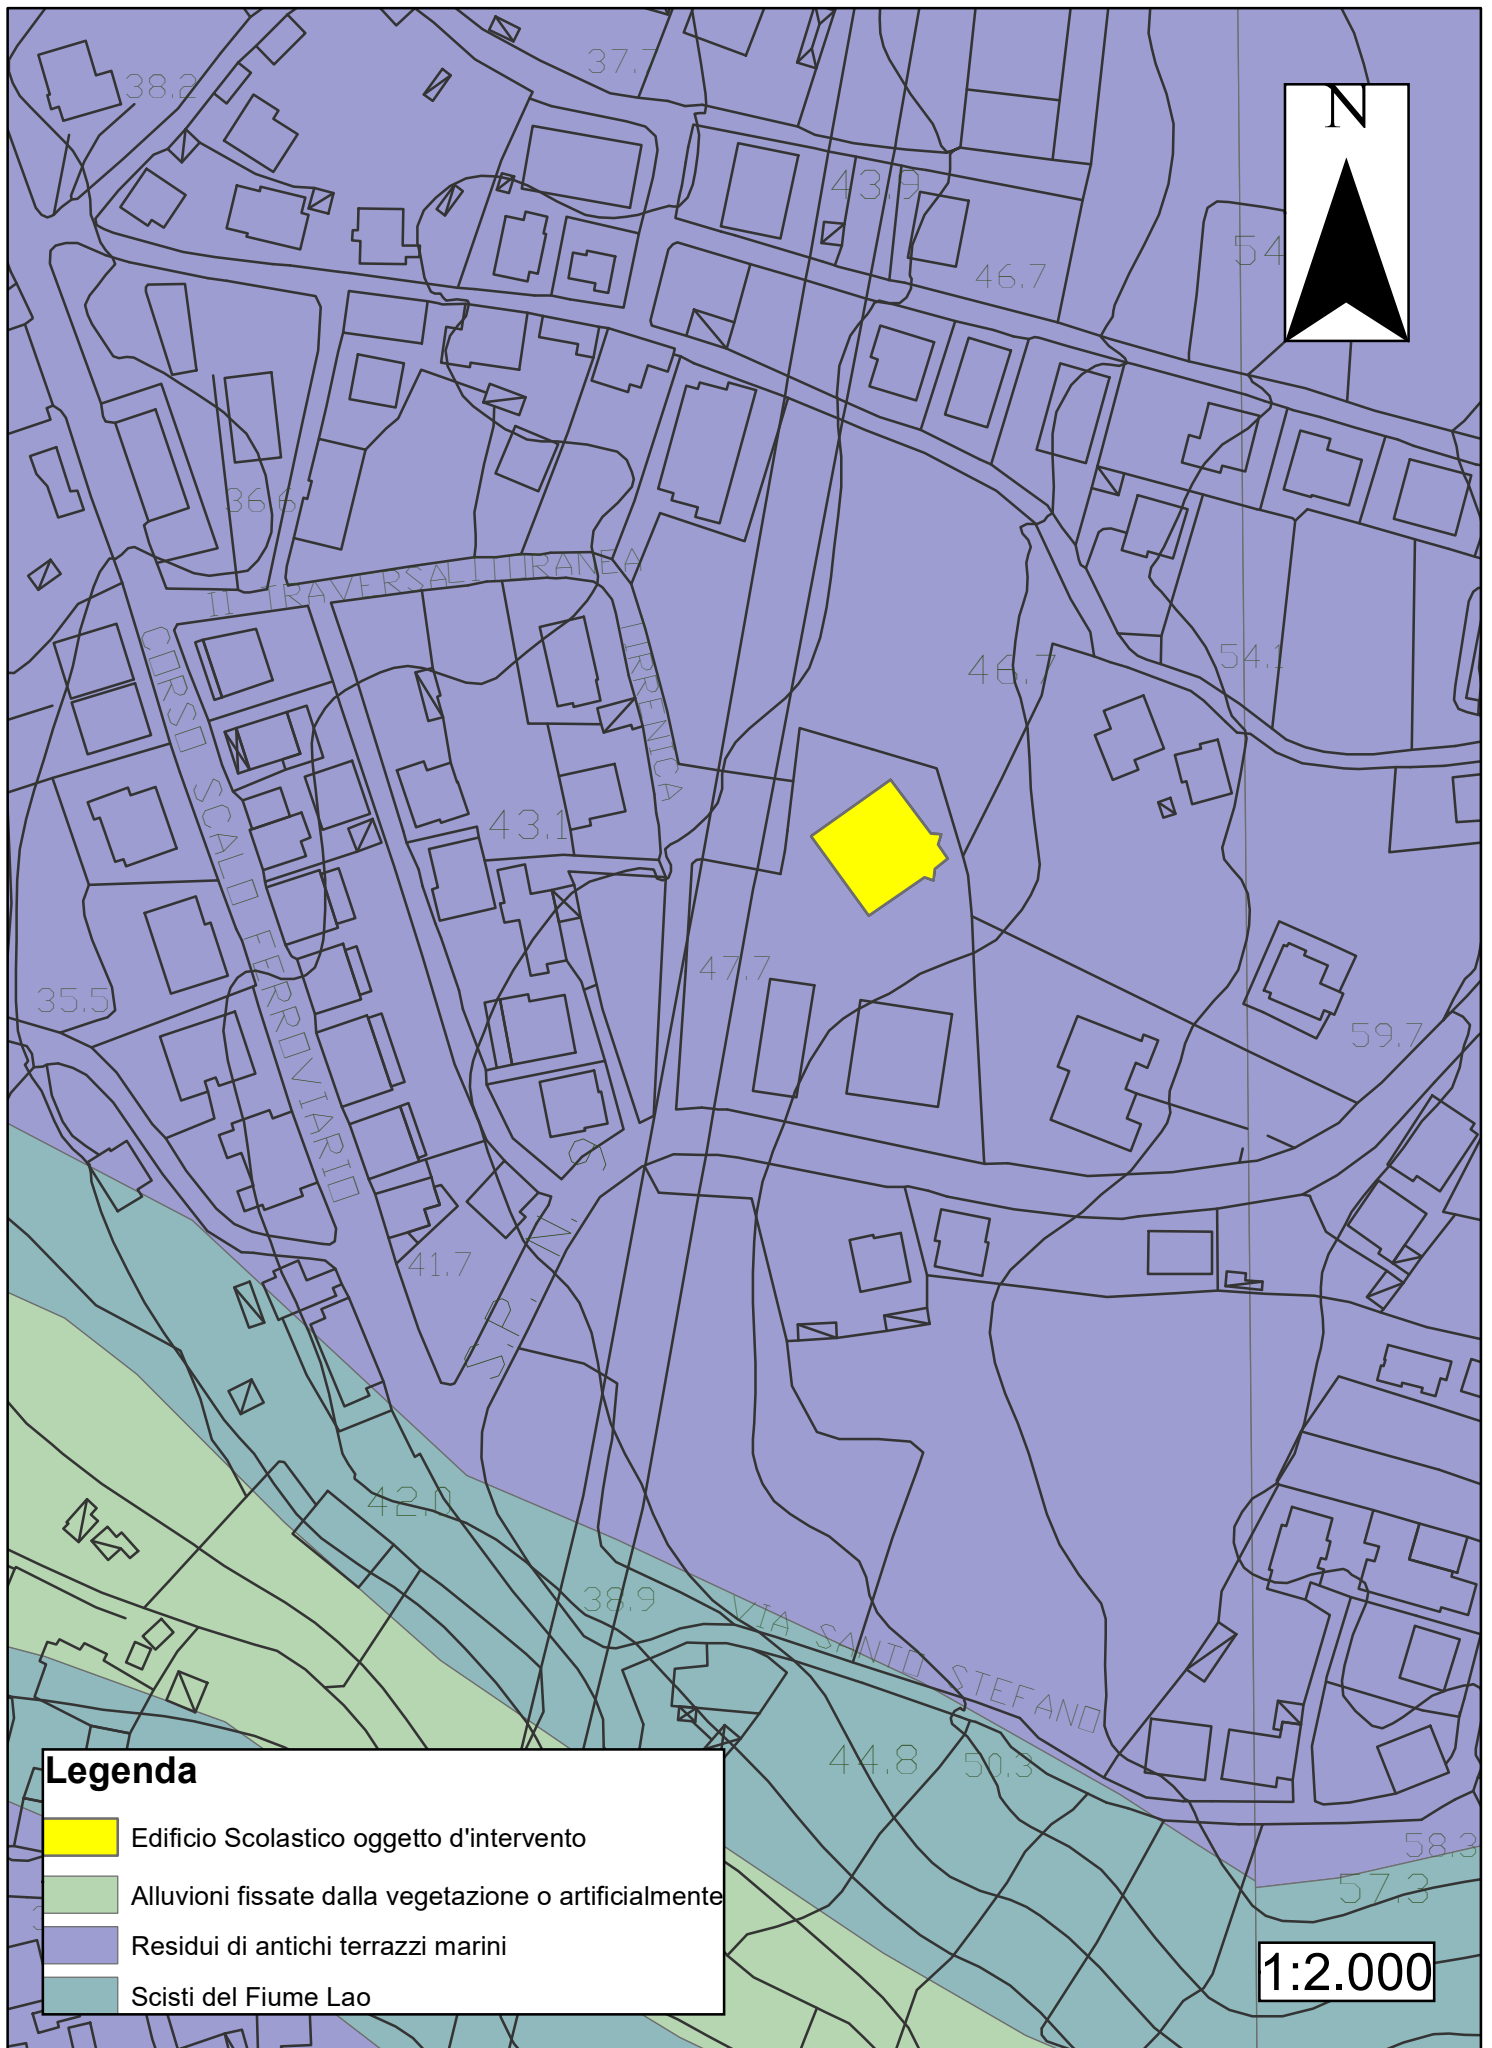 38.2
37.7
N
43.9
46.7
54
36.6
II TRAVERSA LITTORANEA
TIRRENICA
CORSO SCALO FERROVIARIO
46.7
54.1
43.1
47.7
35.5
59.7
41.7
42.0
38.9
VIA SANTO STEFANO
44.8
50.3
58.3
57.3
Legenda
Edificio Scolastico oggetto d'intervento
Alluvioni fissate dalla vegetazione o artificialmente
Residui di antichi terrazzi marini
Scisti del Fiume Lao
1:2.000